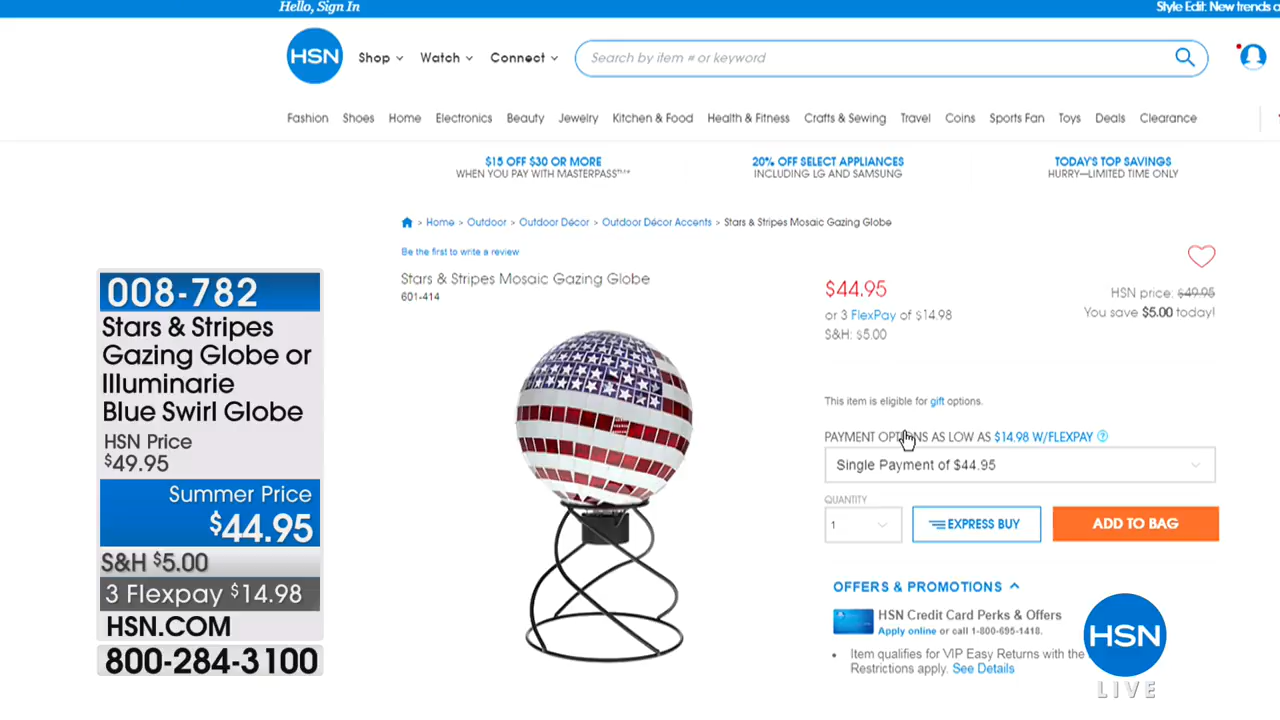 Hello, Sign In
Style Edit: New trends
HSN
Shop
Watch
Connect
Search by item # or keyword
Fashion
Shoes
Home
Electronics
Beauty
Jewelry
Kitchen & Food
Health & Fitness
Crafts & Sewing
Travel
Coins
Sports Fan
Toys
Deals
Clearance
$15 OFF $30 OR MORE
WHEN YOU PAY WITH MASTERPASS
20% OFF SELECT APPLIANCES
INCLUDING LG AND SAMSUNG
TODAY'S TOP SAVINGS
HURRY—LIMITED TIME ONLY
> Home > Outdoor > Outdoor Décor > Outdoor Décor Accents > Stars & Stripes Mosaic Gazing Globe
Be the first to write a review
Stars & Stripes Mosaic Gazing Globe
601-414
$44.95
or 3 FlexPay of $14.98
S&H: $5.00
HSN price: $49.95
You save $5.00 today!
This item is eligible for gift options.
PAYMENT OPTIONS AS LOW AS $14.98 W/FLEXPAY ?
Single Payment of $44.95
QUANTITY
1
EXPRESS BUY
ADD TO BAG
OFFERS & PROMOTIONS
HSN Credit Card Perks & Offers
Apply online or call 1-800-695-1418.
• Item qualifies for VIP Easy Returns with the
Restrictions apply. See Details
008-782
Stars & Stripes
Gazing Globe or
Illuminarie
Blue Swirl Globe
HSN Price
$49.95
Summer Price
$44.95
S&H $5.00
3 Flexpay $14.98
HSN.COM
800-284-3100
HSN
LIVE